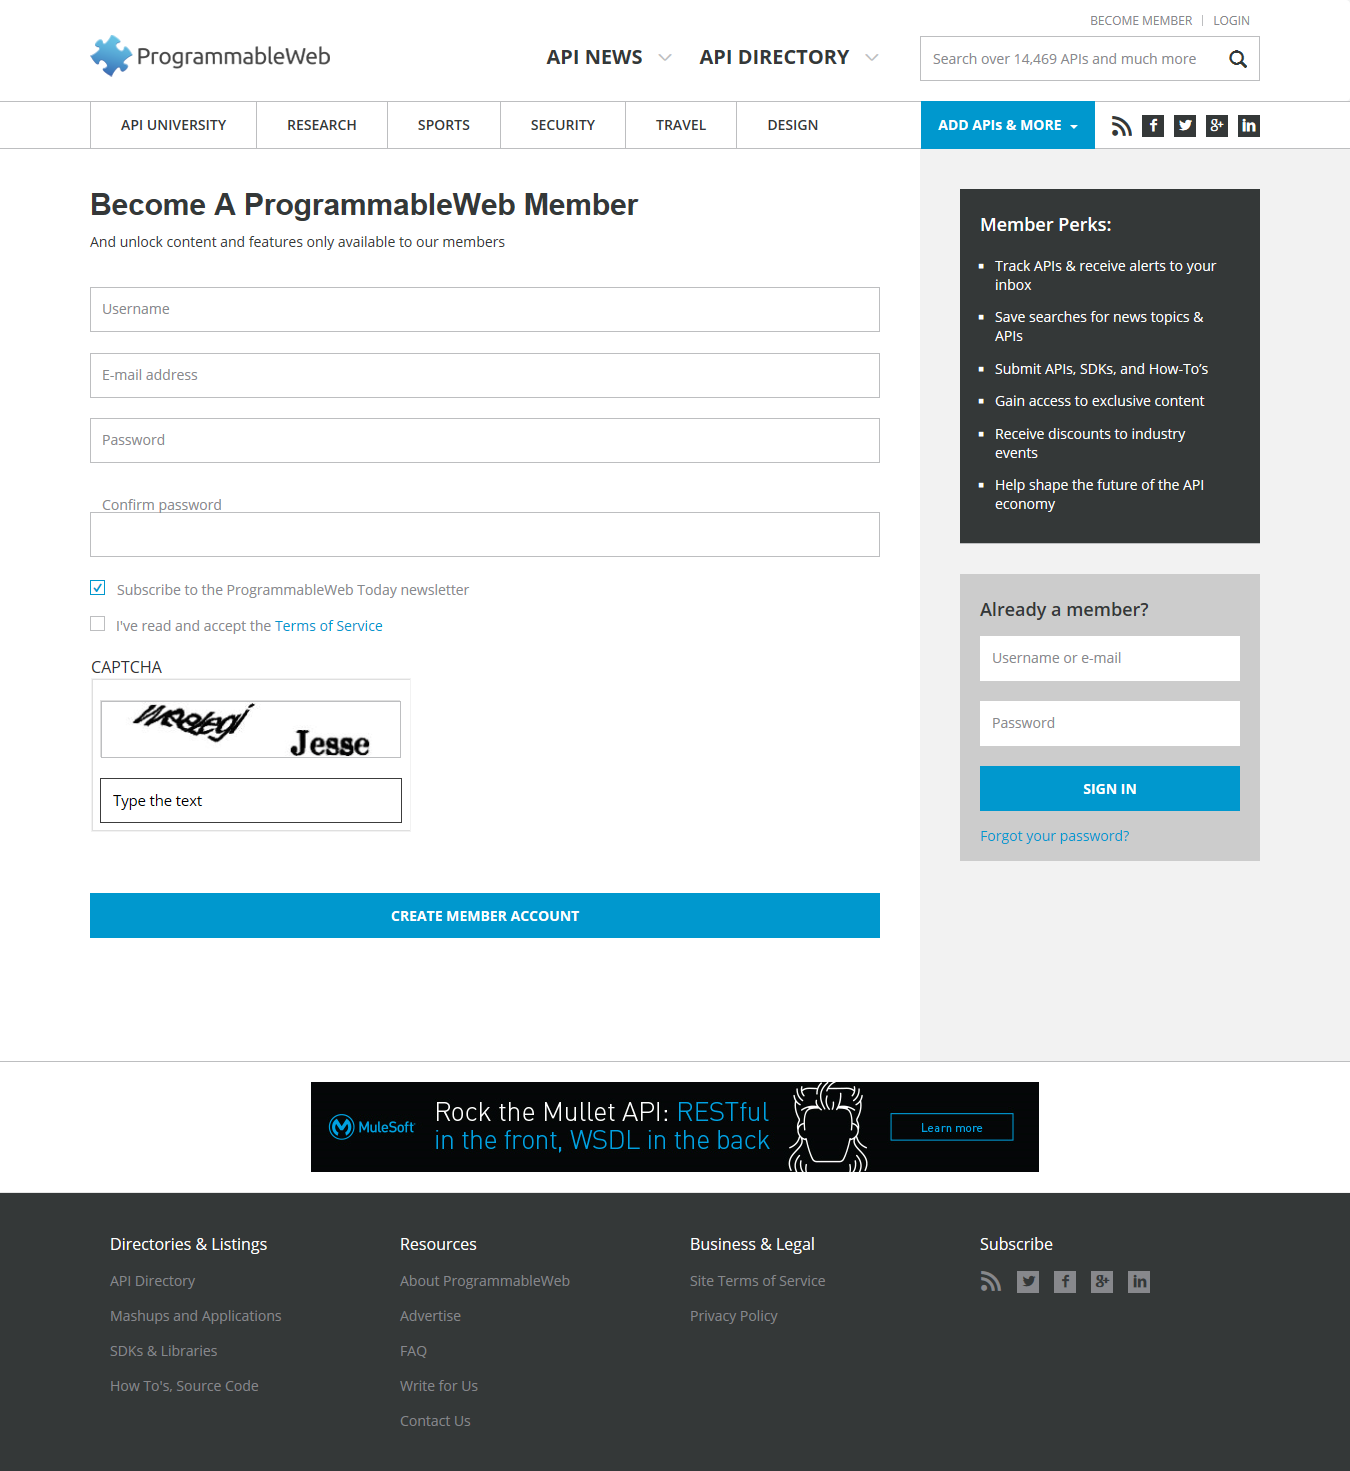 BECOME MEMBER | LOGIN
ProgrammableWeb
API NEWS
API DIRECTORY
Search over 14,469 APIs and much more
API UNIVERSITY
RESEARCH
SPORTS
SECURITY
TRAVEL
DESIGN
ADD APIs & MORE
Become A ProgrammableWeb Member
And unlock content and features only available to our members
Username
E-mail address
Password
Confirm password
Subscribe to the ProgrammableWeb Today newsletter
I've read and accept the Terms of Service
CAPTCHA
Jesse
Type the text
CREATE MEMBER ACCOUNT
Member Perks:
Track APIs & receive alerts to your
inbox
Save searches for news topics &
APIs
Submit APIs, SDKs, and How-To's
Gain access to exclusive content
Receive discounts to industry
events
Help shape the future of the API
economy
Already a member?
Username or e-mail
Password
SIGN IN
Forgot your password?
MuleSoft
Rock the Mullet API: RESTful
in the front, WSDL in the back
Learn more
Directories & Listings
API Directory
Mashups and Applications
SDKs & Libraries
How To's, Source Code
Resources
About ProgrammableWeb
Advertise
FAQ
Write for Us
Contact Us
Business & Legal
Site Terms of Service
Privacy Policy
Subscribe